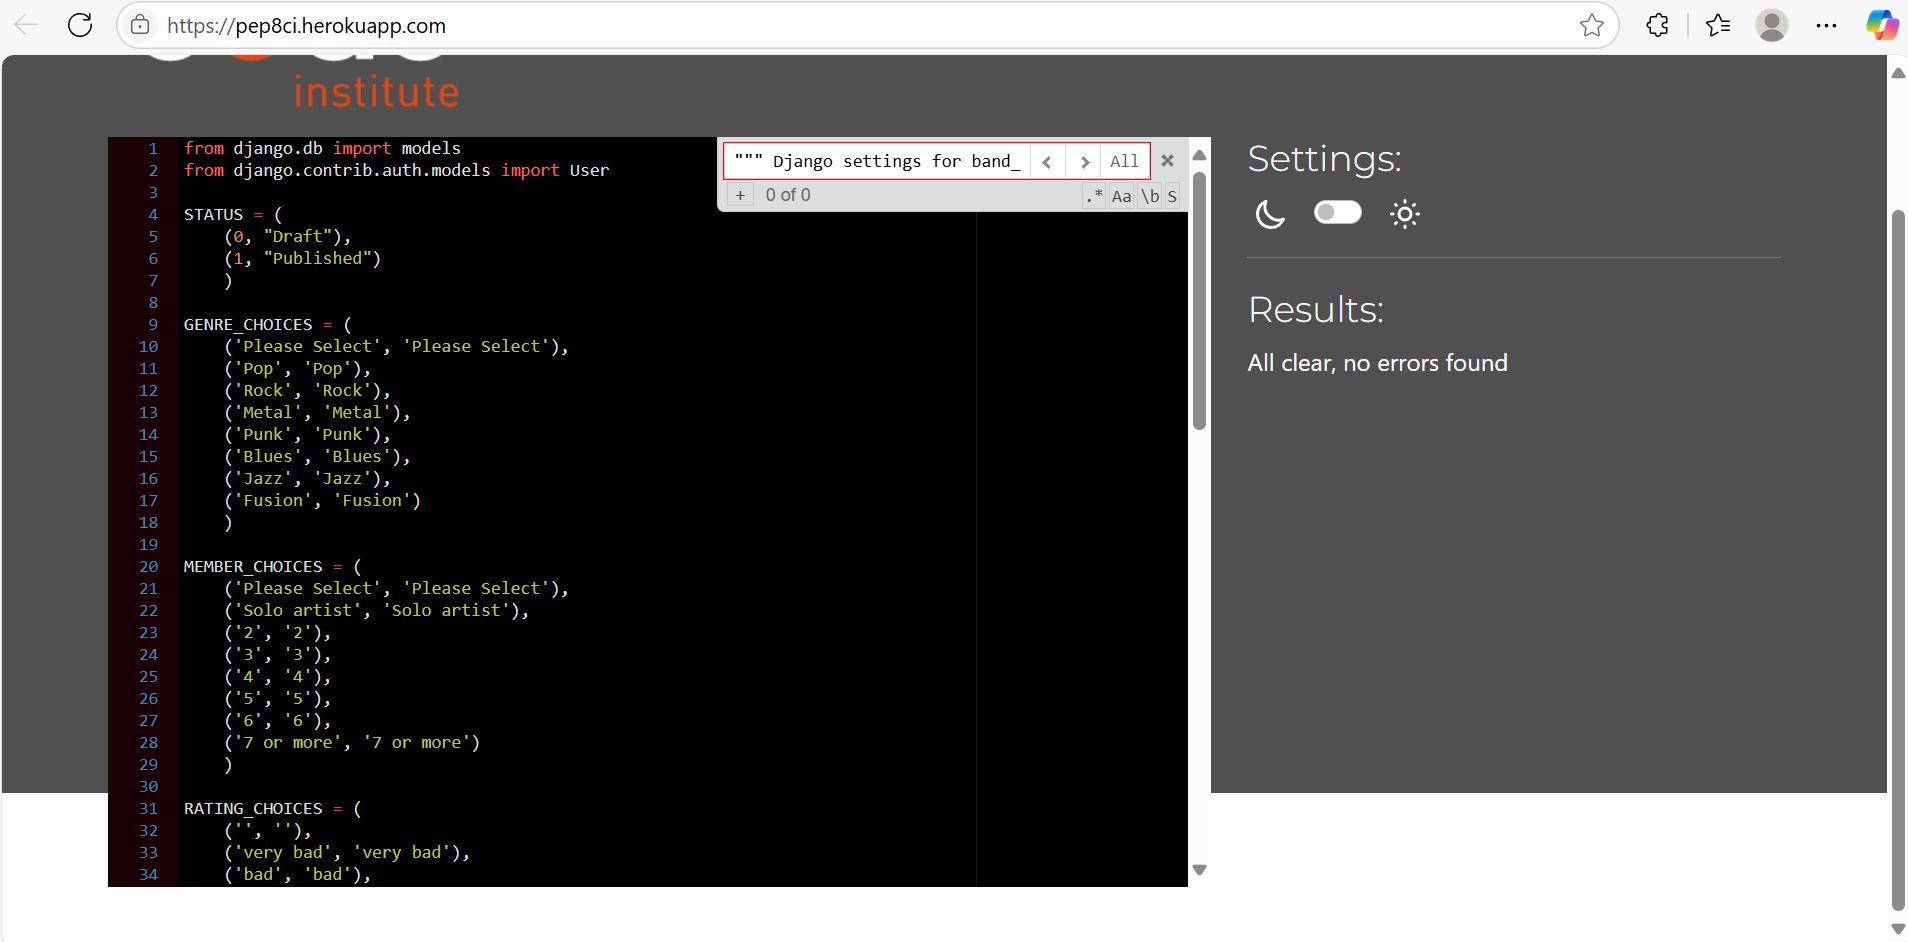 https://pep8ci.herokuapp.com
institute
1 from django.db import models
2 from django.contrib.auth.models import User
3
4 STATUS = (
5     (0, "Draft"),
6     (1, "Published")
7     )
8
9 GENRE_CHOICES = (
10     ('Please Select', 'Please Select'),
11     ('Pop', 'Pop'),
12     ('Rock', 'Rock'),
13     ('Metal', 'Metal'),
14     ('Punk', 'Punk'),
15     ('Blues', 'Blues'),
16     ('Jazz', 'Jazz'),
17     ('Fusion', 'Fusion')
18     )
19
20 MEMBER_CHOICES = (
21     ('Please Select', 'Please Select'),
22     ('Solo artist', 'Solo artist'),
23     ('2', '2'),
24     ('3', '3'),
25     ('4', '4'),
26     ('5', '5'),
27     ('6', '6'),
28     ('7 or more', '7 or more')
29     )
30
31 RATING_CHOICES = (
32     ('', ''),
33     ('very bad', 'very bad'),
34     ('bad', 'bad'),
""" Django settings for band_ All
+ 0 of 0 .* Aa \b S
Settings:
Results:
All clear, no errors found